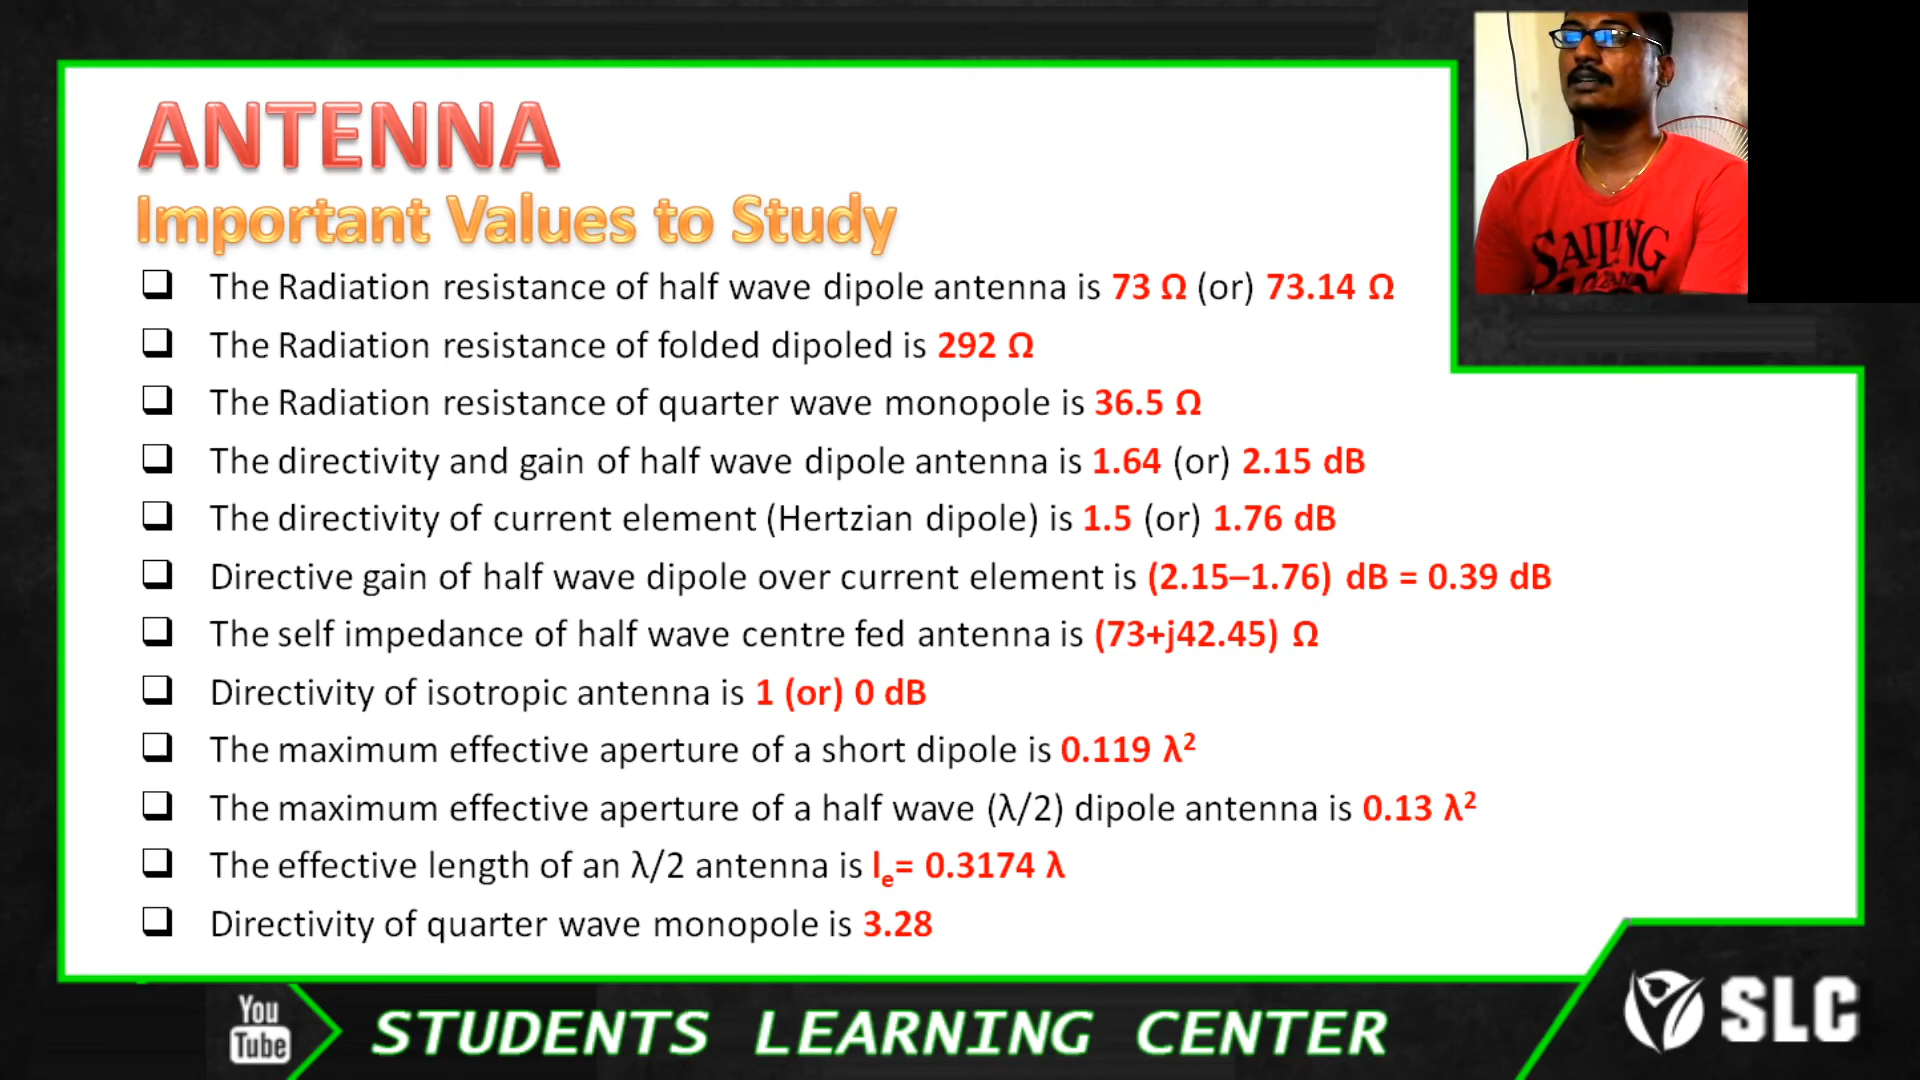 ANTENNA
Important Values to Study
The Radiation resistance of half wave dipole antenna is 73 Ω (or) 73.14 Ω
The Radiation resistance of folded dipoled is 292 Ω
The Radiation resistance of quarter wave monopole is 36.5 Ω
The directivity and gain of half wave dipole antenna is 1.64 (or) 2.15 dB
The directivity of current element (Hertzian dipole) is 1.5 (or) 1.76 dB
Directive gain of half wave dipole over current element is (2.15–1.76) dB = 0.39 dB
The self impedance of half wave centre fed antenna is (73+j42.45) Ω
Directivity of isotropic antenna is 1 (or) 0 dB
The maximum effective aperture of a short dipole is 0.119 λ²
The maximum effective aperture of a half wave (λ/2) dipole antenna is 0.13 λ²
The effective length of an λ/2 antenna is lₑ= 0.3174 λ
Directivity of quarter wave monopole is 3.28
SAILING
You
Tube
STUDENTS LEARNING CENTER
SLC